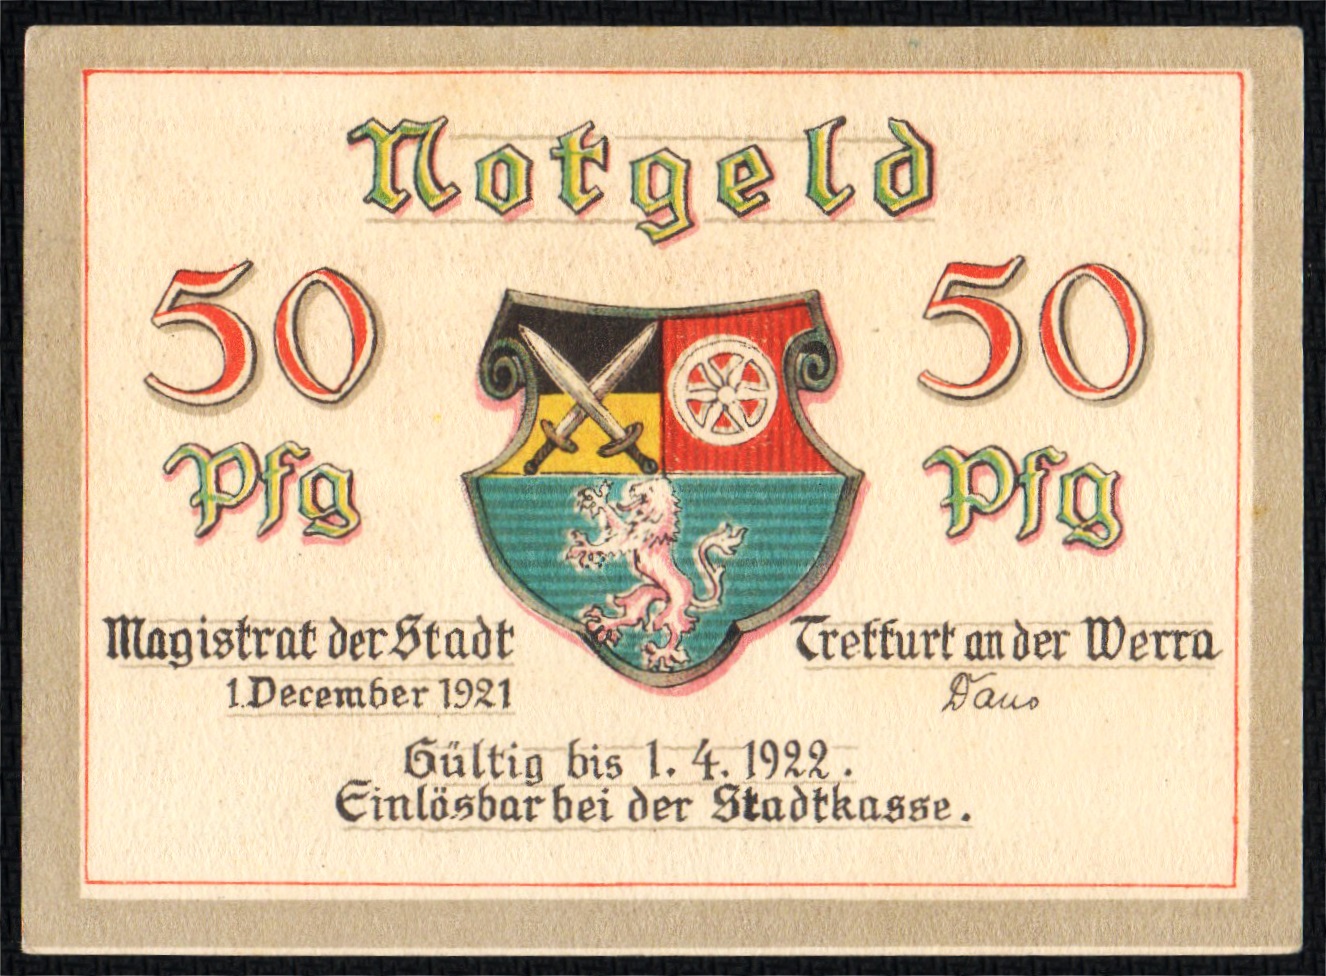 Notgeld
50 50
Pfg Pfg
Magistrat der Stadt Treffurt an der Werra
1. December 1921
Gültig bis 1. 4. 1922.
Einlösbar bei der Stadtkasse.